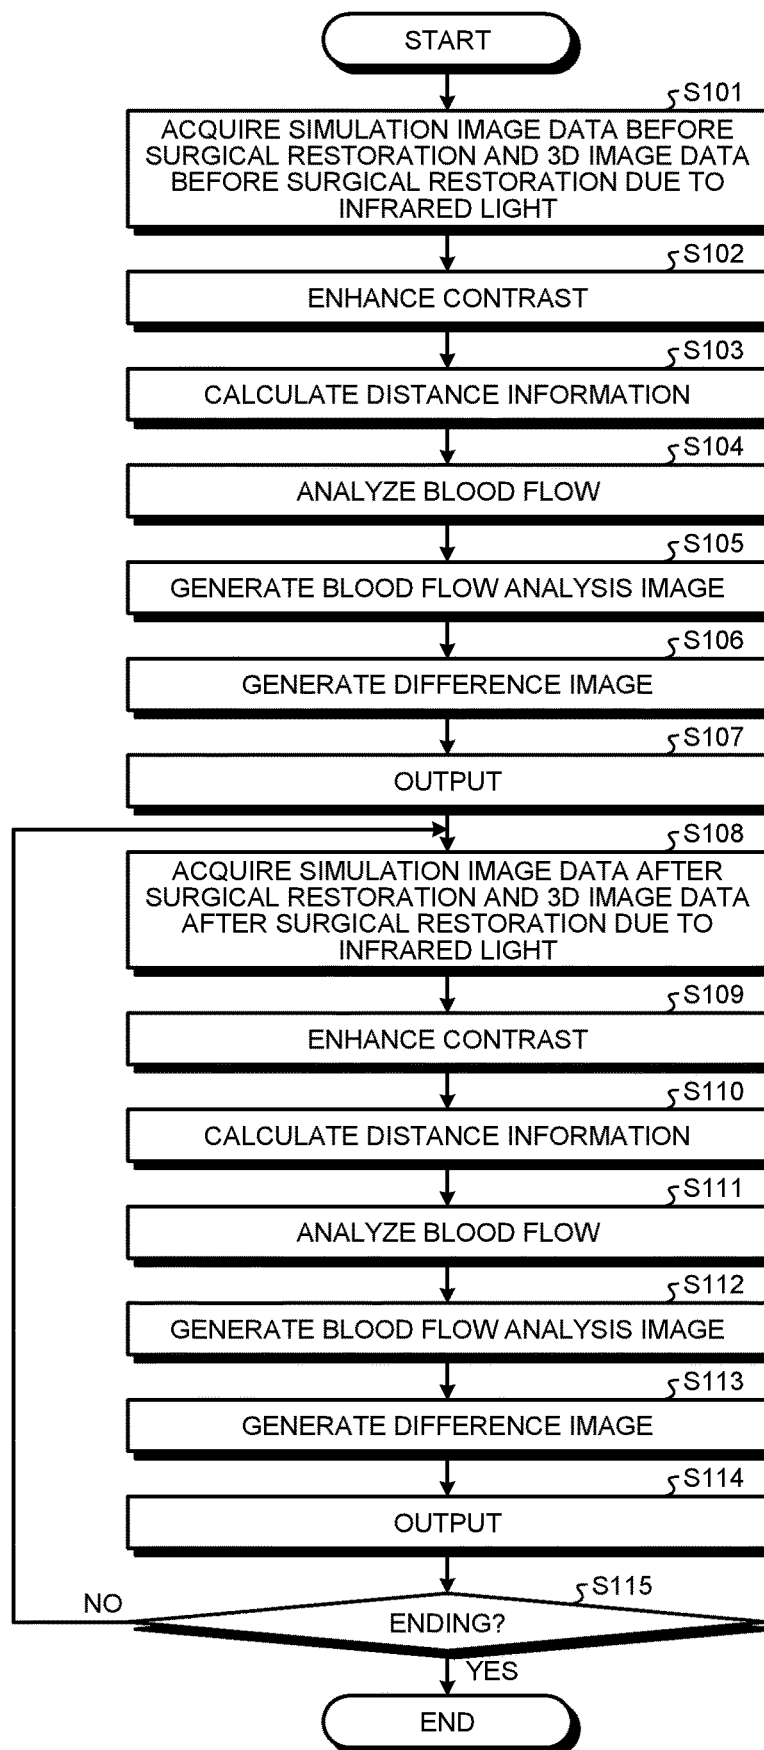 START
S101
ACQUIRE SIMULATION IMAGE DATA BEFORE
SURGICAL RESTORATION AND 3D IMAGE DATA
BEFORE SURGICAL RESTORATION DUE TO
INFRARED LIGHT
S102
ENHANCE CONTRAST
S103
CALCULATE DISTANCE INFORMATION
S104
ANALYZE BLOOD FLOW
S105
GENERATE BLOOD FLOW ANALYSIS IMAGE
S106
GENERATE DIFFERENCE IMAGE
S107
OUTPUT
S108
ACQUIRE SIMULATION IMAGE DATA AFTER
SURGICAL RESTORATION AND 3D IMAGE DATA
AFTER SURGICAL RESTORATION DUE TO
INFRARED LIGHT
S109
ENHANCE CONTRAST
S110
CALCULATE DISTANCE INFORMATION
S111
ANALYZE BLOOD FLOW
S112
GENERATE BLOOD FLOW ANALYSIS IMAGE
S113
GENERATE DIFFERENCE IMAGE
S114
OUTPUT
S115
NO
ENDING?
YES
END